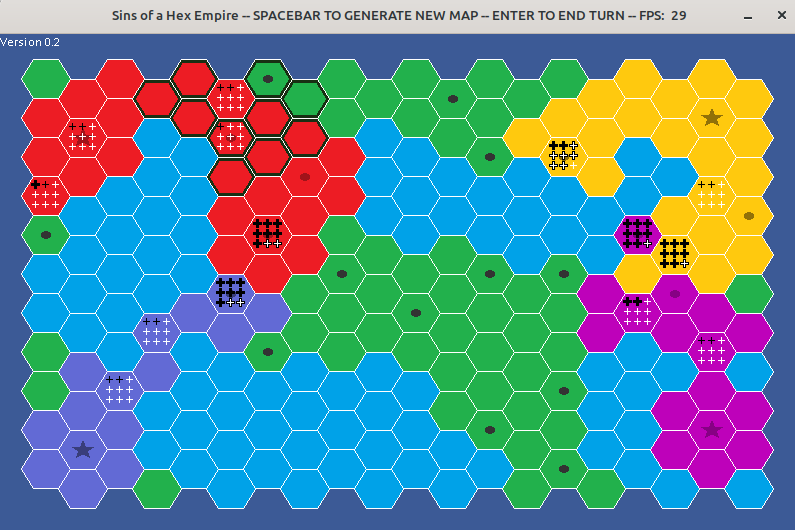 Sins of a Hex Empire -- SPACEBAR TO GENERATE NEW MAP -- ENTER TO END TURN -- FPS: 29
Version 0.2